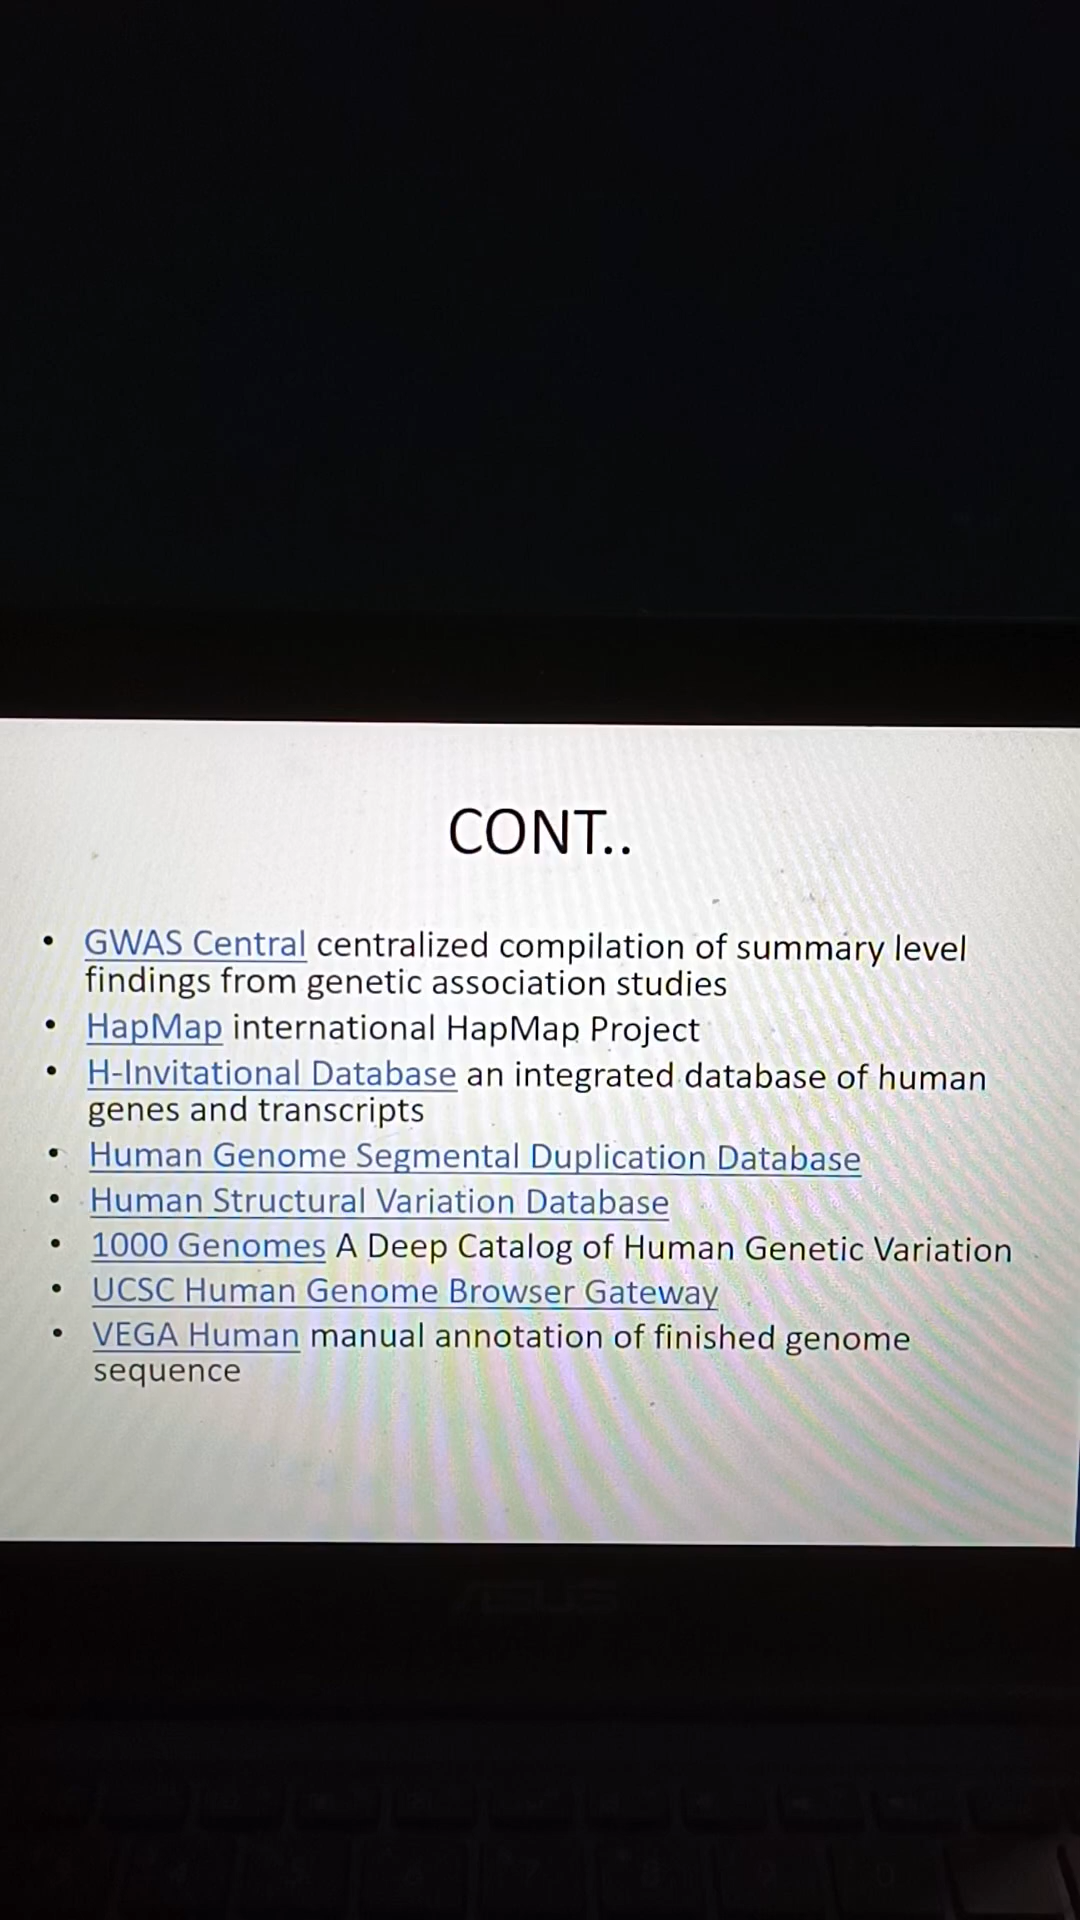 CONT..
• GWAS Central centralized compilation of summary level
findings from genetic association studies
• HapMap international HapMap Project
• H-Invitational Database an integrated database of human
genes and transcripts
• Human Genome Segmental Duplication Database
• Human Structural Variation Database
• 1000 Genomes A Deep Catalog of Human Genetic Variation
• UCSC Human Genome Browser Gateway
• VEGA Human manual annotation of finished genome
sequence
ASUS